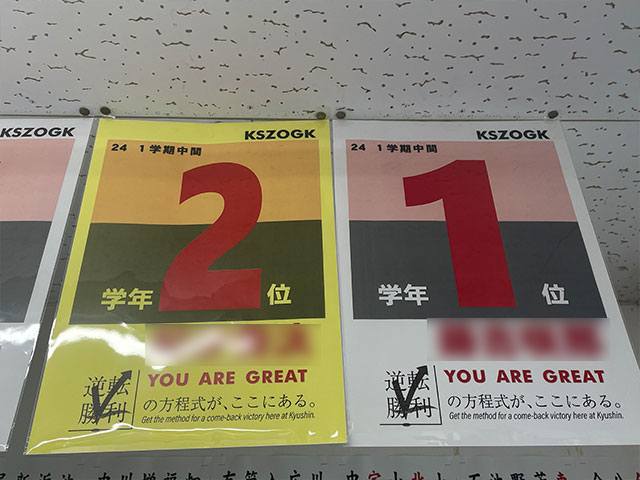 KSZOGK
KSZOGK
24 1学期中間
2
学年 位
逆転
勝利
YOU ARE GREAT
の方程式が、ここにある。
Get the method for a come-back victory here at Kyushin.
KSZOGK
24 1学期中間
1
学年 位
逆転
勝利
YOU ARE GREAT
の方程式が、ここにある。
Get the method for a come-back victory here at Kyushin.